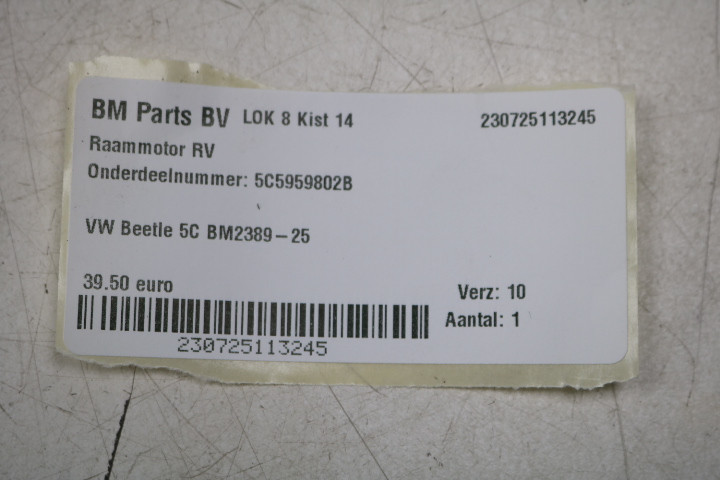 BM Parts BV LOK 8 Kist 14 230725113245
Raammotor RV
Onderdeelnummer: 5C5959802B
VW Beetle 5C BM2389-25
39.50 euro
Verz: 10
Aantal: 1
230725113245